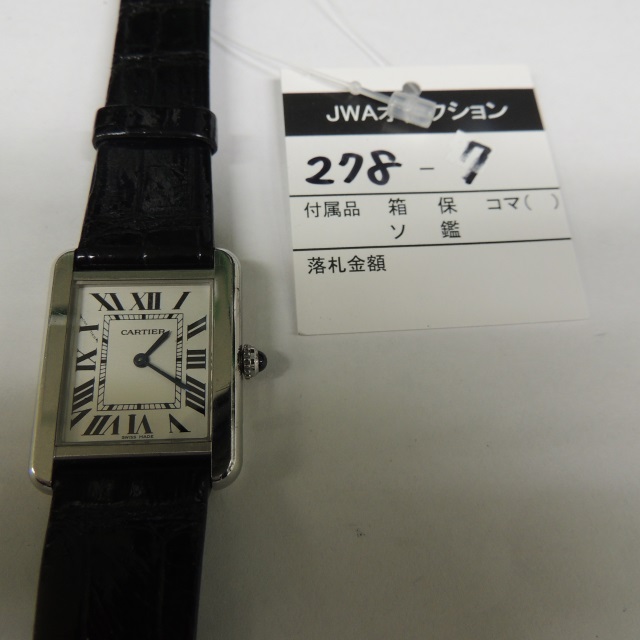 JWAオークション
278-7
付属品 箱 保 コマ( )
ソ 鑑
落札金額
XII
CARTIER
SWISS MADE